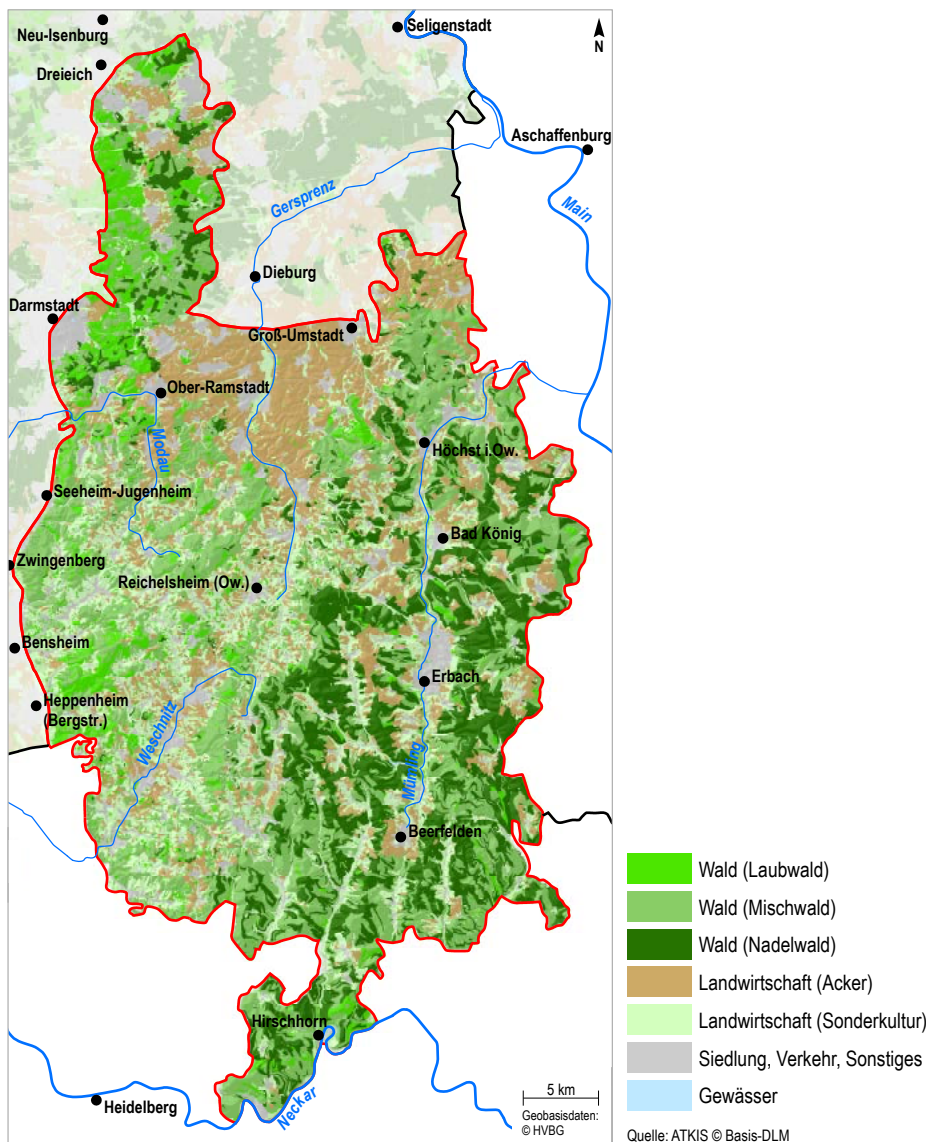 Neu-Isenburg
Seligenstadt
N
Dreieich
Aschaffenburg
Gersprenz
Main
Dieburg
Darmstadt
Groß-Umstadt
Ober-Ramstadt
Modau
Höchst i.Ow.
Seeheim-Jugenheim
Bad König
Zwingenberg
Reichelsheim (Ow.)
Bensheim
Erbach
Heppenheim
(Bergstr.)
Weschnitz
Mümling
Beerfelden
Hirschhorn
Neckar
Heidelberg
5 km
Geobasisdaten:
© HVBG
Wald (Laubwald)
Wald (Mischwald)
Wald (Nadelwald)
Landwirtschaft (Acker)
Landwirtschaft (Sonderkultur)
Siedlung, Verkehr, Sonstiges
Gewässer
Quelle: ATKIS © Basis-DLM